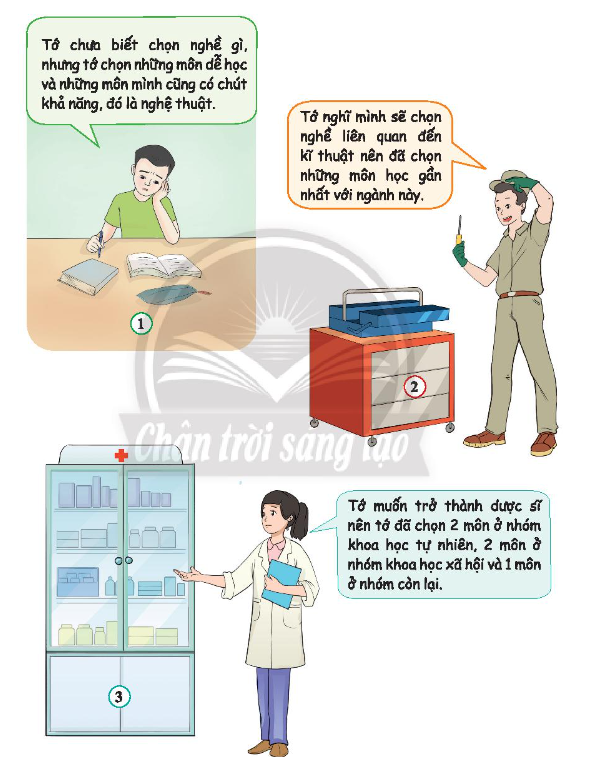 Tớ chưa biết chọn nghề gì,
nhưng tớ chọn những môn dễ học
và những môn mình cũng có chút
khả năng, đó là nghệ thuật.
1
Tớ nghĩ mình sẽ chọn
nghề liên quan đến
kĩ thuật nên đã chọn
những môn học gần
nhất với ngành này.
2
Chân trời sáng tạo
Tớ muốn trở thành dược sĩ
nên tớ đã chọn 2 môn ở nhóm
khoa học tự nhiên, 2 môn ở
nhóm khoa học xã hội và 1 môn
ở nhóm còn lại.
3